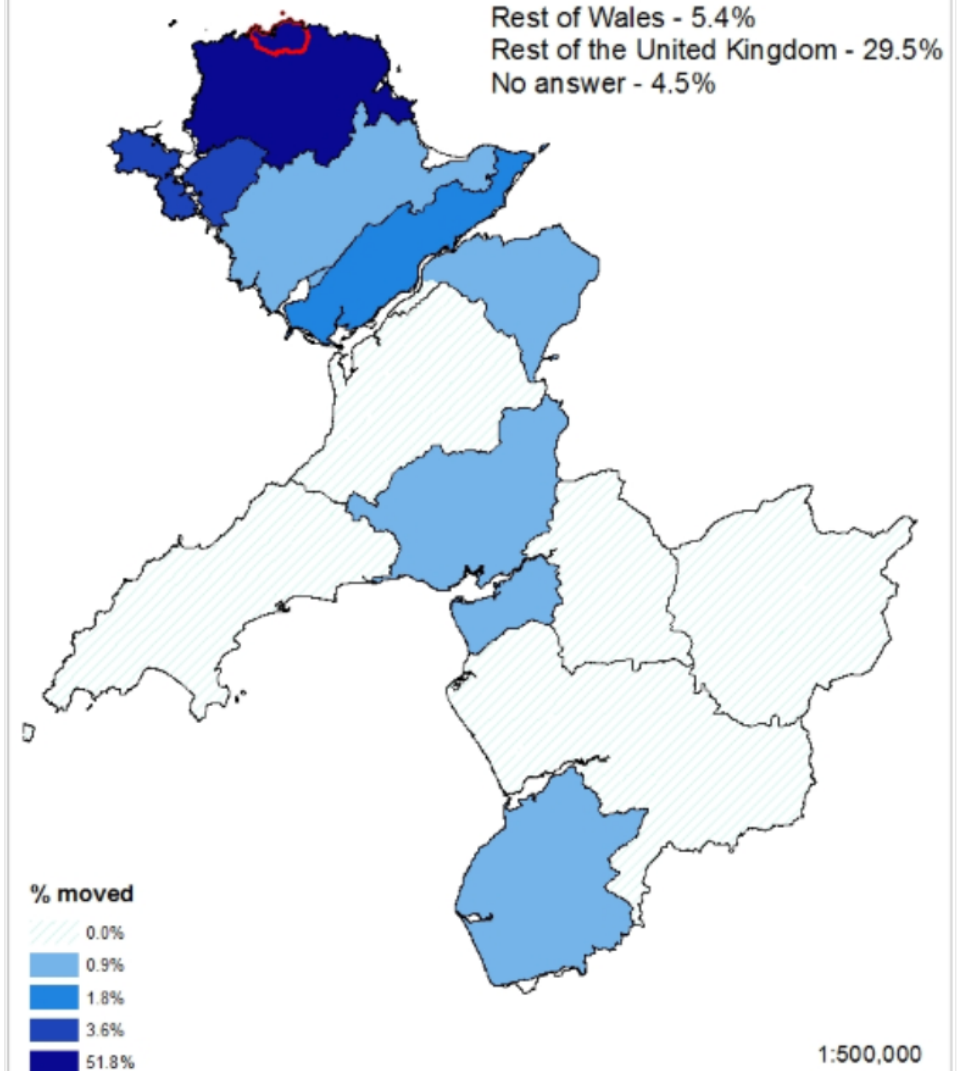 Rest of Wales - 5.4%
Rest of the United Kingdom - 29.5%
No answer - 4.5%
% moved
0.0%
0.9%
1.8%
3.6%
51.8%
1:500,000